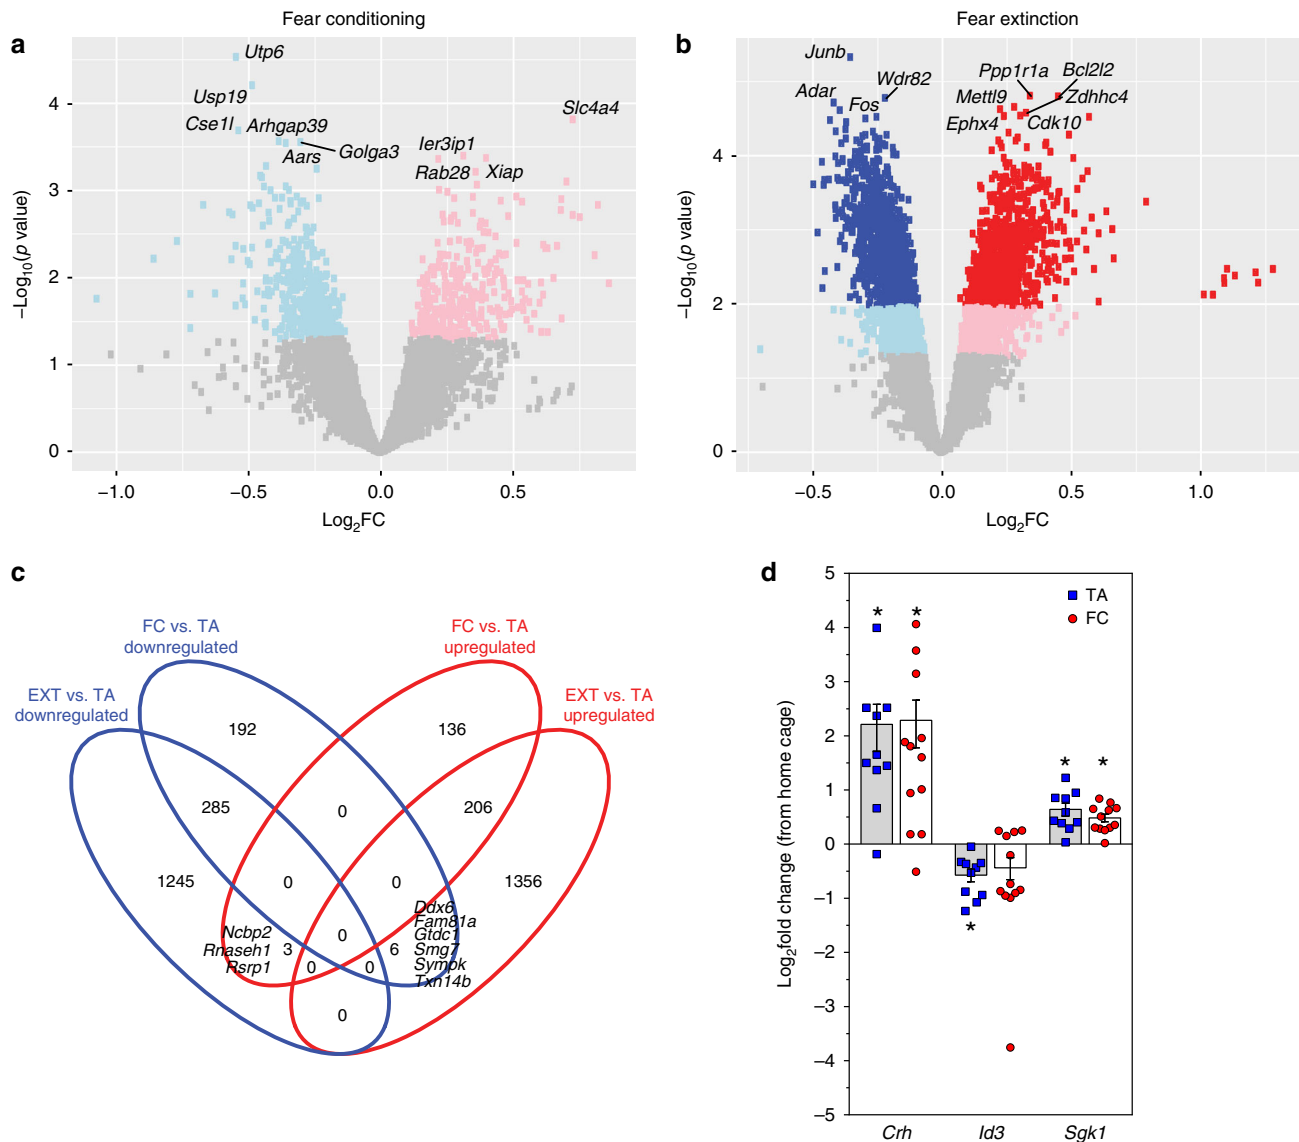 Fear conditioning
Fear extinction
a
b
Utp6
Usp19
Cse1l
Arhgap39
Aars
Golga3
Ier3ip1
Rab28
Xiap
Slc4a4
4
3
2
1
0
−Log10(p value)
−1.0
−0.5
0.0
0.5
Log2FC
Junb
Adar
Fos
Wdr82
Ppp1r1a
Bcl2l2
Mettl9
Zdhhc4
Ephx4
Cdk10
4
2
0
−Log10(p value)
−0.5
0.0
0.5
1.0
Log2FC
c
FC vs. TA
downregulated
FC vs. TA
upregulated
EXT vs. TA
downregulated
EXT vs. TA
upregulated
192
136
285
0
206
1245
0
0
1356
Ncbp2
Rnaseh1
Rsrp1
3
0
6
0
0
0
Ddx6
Fam81a
Gtdc1
Smg7
Sympk
Txn14b
d
TA
FC
5
4
3
2
1
0
−1
−2
−3
−4
−5
Log2fold change (from home cage)
*
*
*
*
*
Crh
Id3
Sgk1